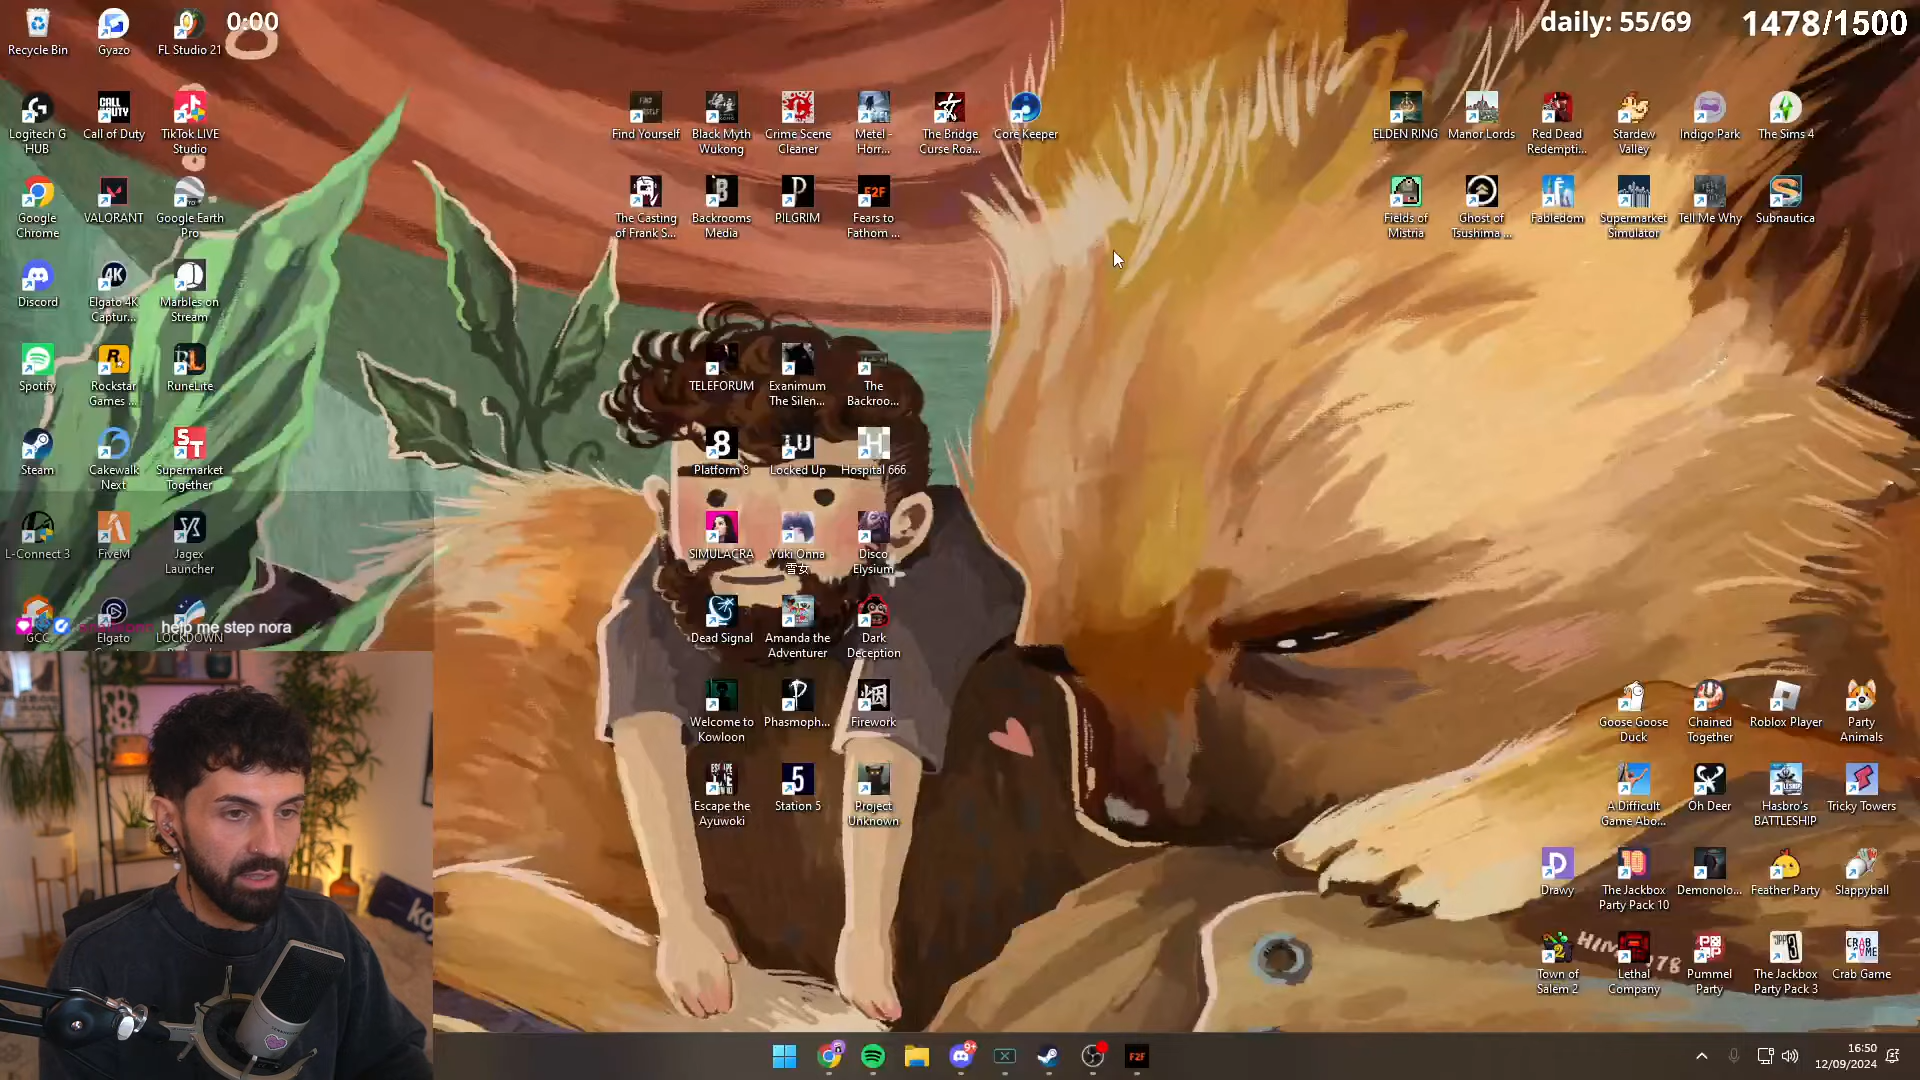 0:00
daily: 55/69
1478/1500
Recycle Bin
Gyazo
FL Studio 21
Logitech G
HUB
Call of Duty
TikTok LIVE
Studio
Find Yourself
Black Myth
Wukong
Crime Scene
Cleaner
Metel -
Horr...
The Bridge
Curse Roa...
Core Keeper
ELDEN RING
Manor Lords
Red Dead
Redempti...
Stardew
Valley
Indigo Park
The Sims 4
Google
Chrome
VALORANT
Google Earth
Pro
The Casting
of Frank S...
Backrooms
Media
PILGRIM
Fears to
Fathom ...
Fields of
Mistria
Ghost of
Tsushima ...
Fabledom
Supermarket
Simulator
Tell Me Why
Subnautica
Discord
Elgato 4K
Captur...
Marbles on
Stream
Spotify
Rockstar
Games ...
RuneLite
TELEFORUM
Exanimum
The Silen...
The
Backroo...
Steam
Cakewalk
Next
Supermarket
Together
Platform 8
Locked Up
Hospital 666
L-Connect 3
FiveM
Jagex
Launcher
SIMULACRA
Yuki Onna
雪女
Disco
Elysium
GCC
Elgato
LOCKDOWN
help me step nora
Dead Signal
Amanda the
Adventurer
Dark
Deception
Welcome to
Kowloon
Phasmoph...
Firework
Goose Goose
Duck
Chained
Together
Roblox Player
Party
Animals
Escape the
Ayuwoki
Station 5
Project
Unknown
A Difficult
Game Abo...
Oh Deer
Hasbro's
BATTLESHIP
Tricky Towers
Drawy
The Jackbox
Party Pack 10
Demonolo...
Feather Party
Slappyball
Town of
Salem 2
Lethal
Company
Pummel
Party
The Jackbox
Party Pack 3
Crab Game
F2F
9+
16:50
12/09/2024